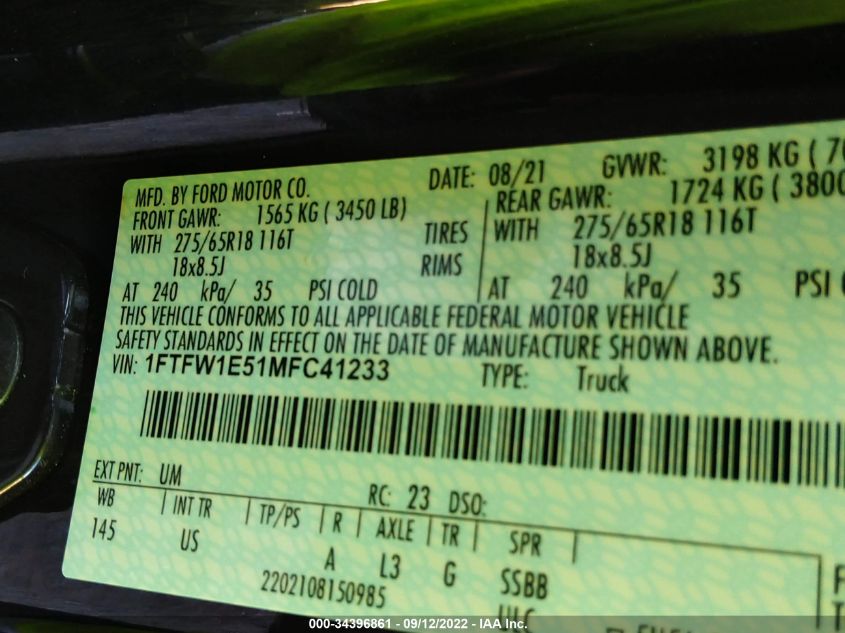 MFD. BY FORD MOTOR CO. DATE: 08/21 GVWR: 3198 KG (
FRONT GAWR: 1565 KG ( 3450 LB) REAR GAWR: 1724 KG ( 3800
WITH 275/65R18 116T TIRES WITH 275/65R18 116T
18x8.5J RIMS 18x8.5J
AT 240 kPa/ 35 PSI COLD AT 240 kPa/ 35 PSI
THIS VEHICLE CONFORMS TO ALL APPLICABLE FEDERAL MOTOR VEHICLE
SAFETY STANDARDS IN EFFECT ON THE DATE OF MANUFACTURE SHOWN ABOVE.
VIN: 1FTFW1E51MFC41233 TYPE: Truck
EXT PNT: UM RC: 23 DSO:
WB INT TR TP/PS R AXLE TR SPR
145 US A L3 G SSBB
2202108150985
000-34396861 - 09/12/2022 - IAA Inc.